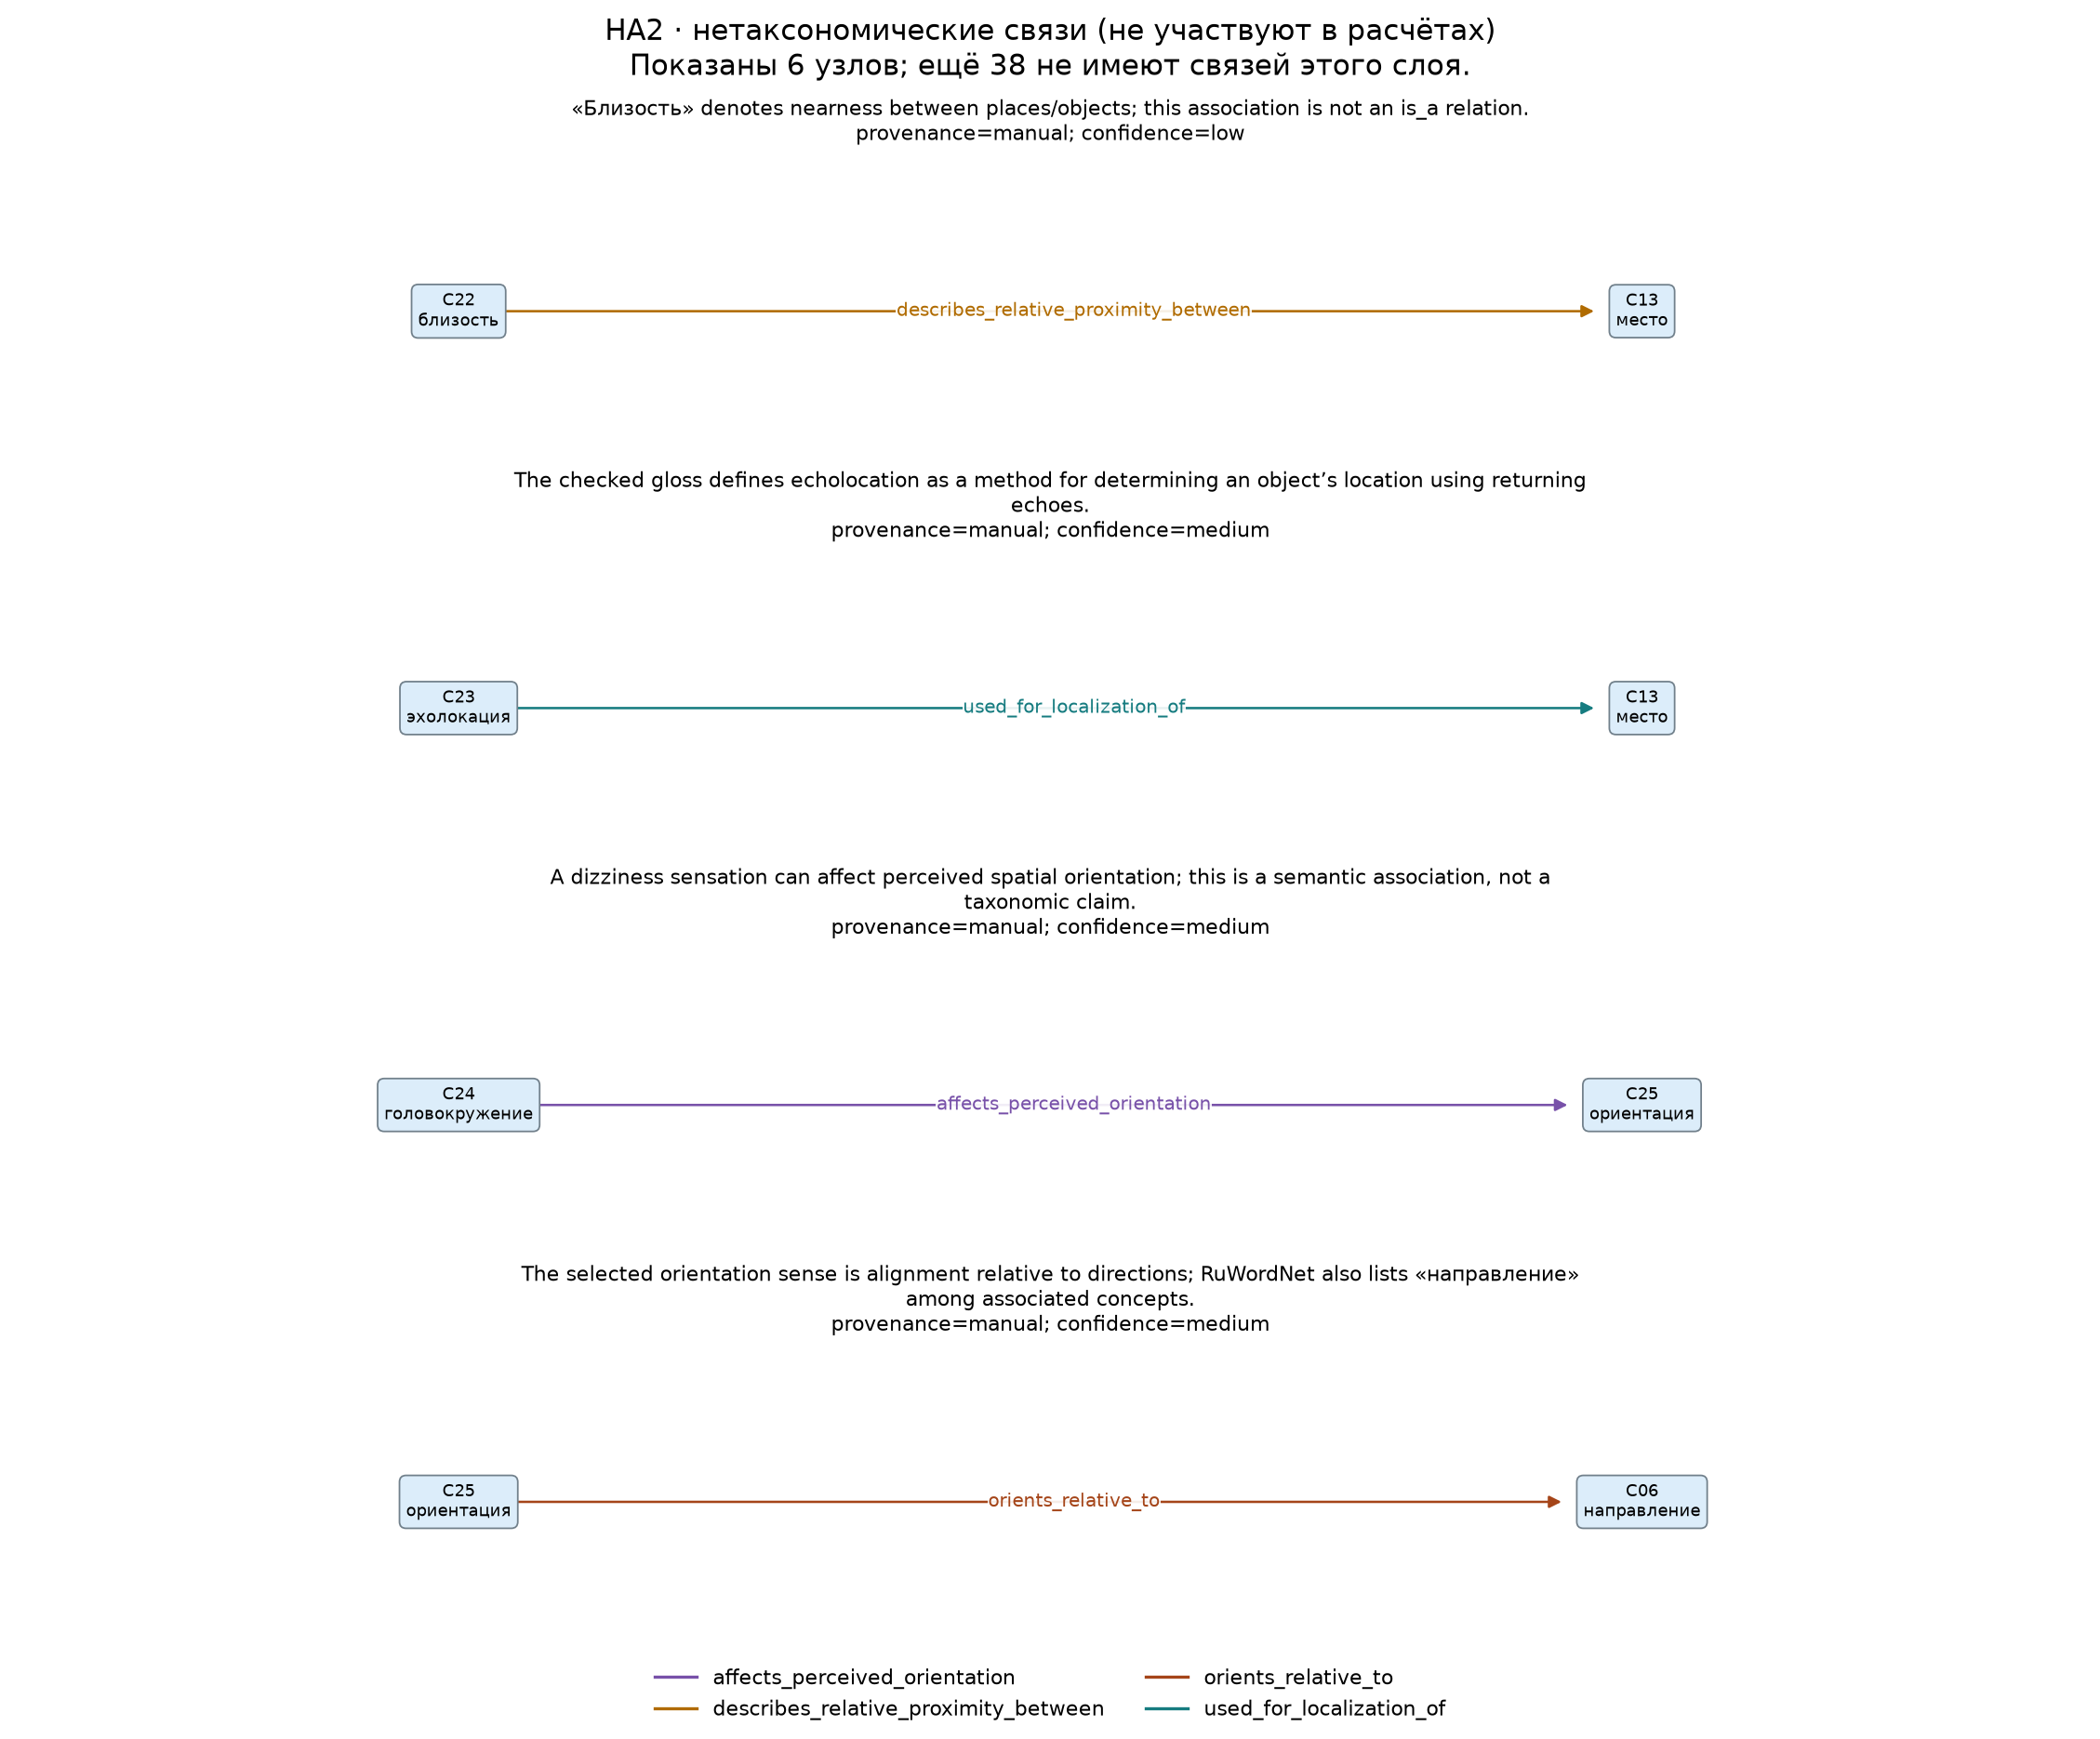 НА2 · нетаксономические связи (не участвуют в расчётах)
Показаны 6 узлов; ещё 38 не имеют связей этого слоя.
«Близость» denotes nearness between places/objects; this association is not an is_a relation.
provenance=manual; confidence=low
C22
близость
describes_relative_proximity_between
C13
место
The checked gloss defines echolocation as a method for determining an object’s location using returning
echoes.
provenance=manual; confidence=medium
C23
эхолокация
used_for_localization_of
C13
место
A dizziness sensation can affect perceived spatial orientation; this is a semantic association, not a
taxonomic claim.
provenance=manual; confidence=medium
C24
головокружение
affects_perceived_orientation
C25
ориентация
The selected orientation sense is alignment relative to directions; RuWordNet also lists «направление»
among associated concepts.
provenance=manual; confidence=medium
C25
ориентация
orients_relative_to
C06
направление
affects_perceived_orientation
describes_relative_proximity_between
orients_relative_to
used_for_localization_of